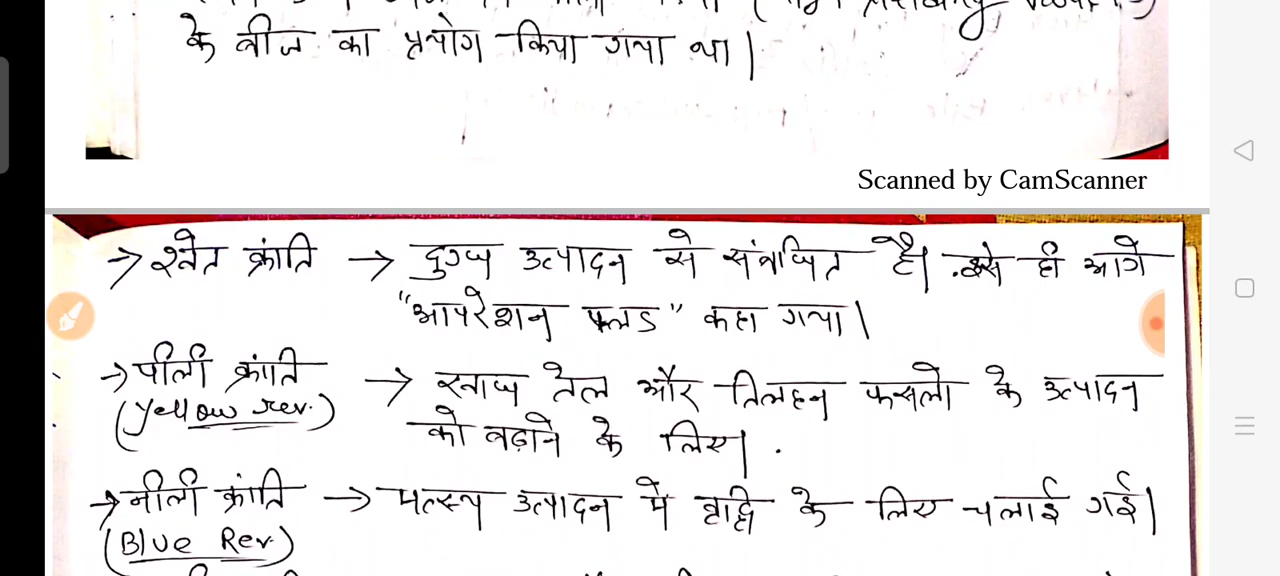 के बीज का प्रयोग किया गया था।
Scanned by CamScanner
→ श्वेत क्रांति → दुग्ध उत्पादन से संबंधित है। इसे ही आगे
"आपरेशन फ्लड" कहा गया।
→ पीली क्रांति → खाद्य तेल और तिलहन फसलो के उत्पादन
(Yellow rev.) को बढ़ाने के लिए।
→ नीली क्रांति → मत्स्य उत्पादन में वृद्धि के लिए चलाई गई।
(Blue Rev.)